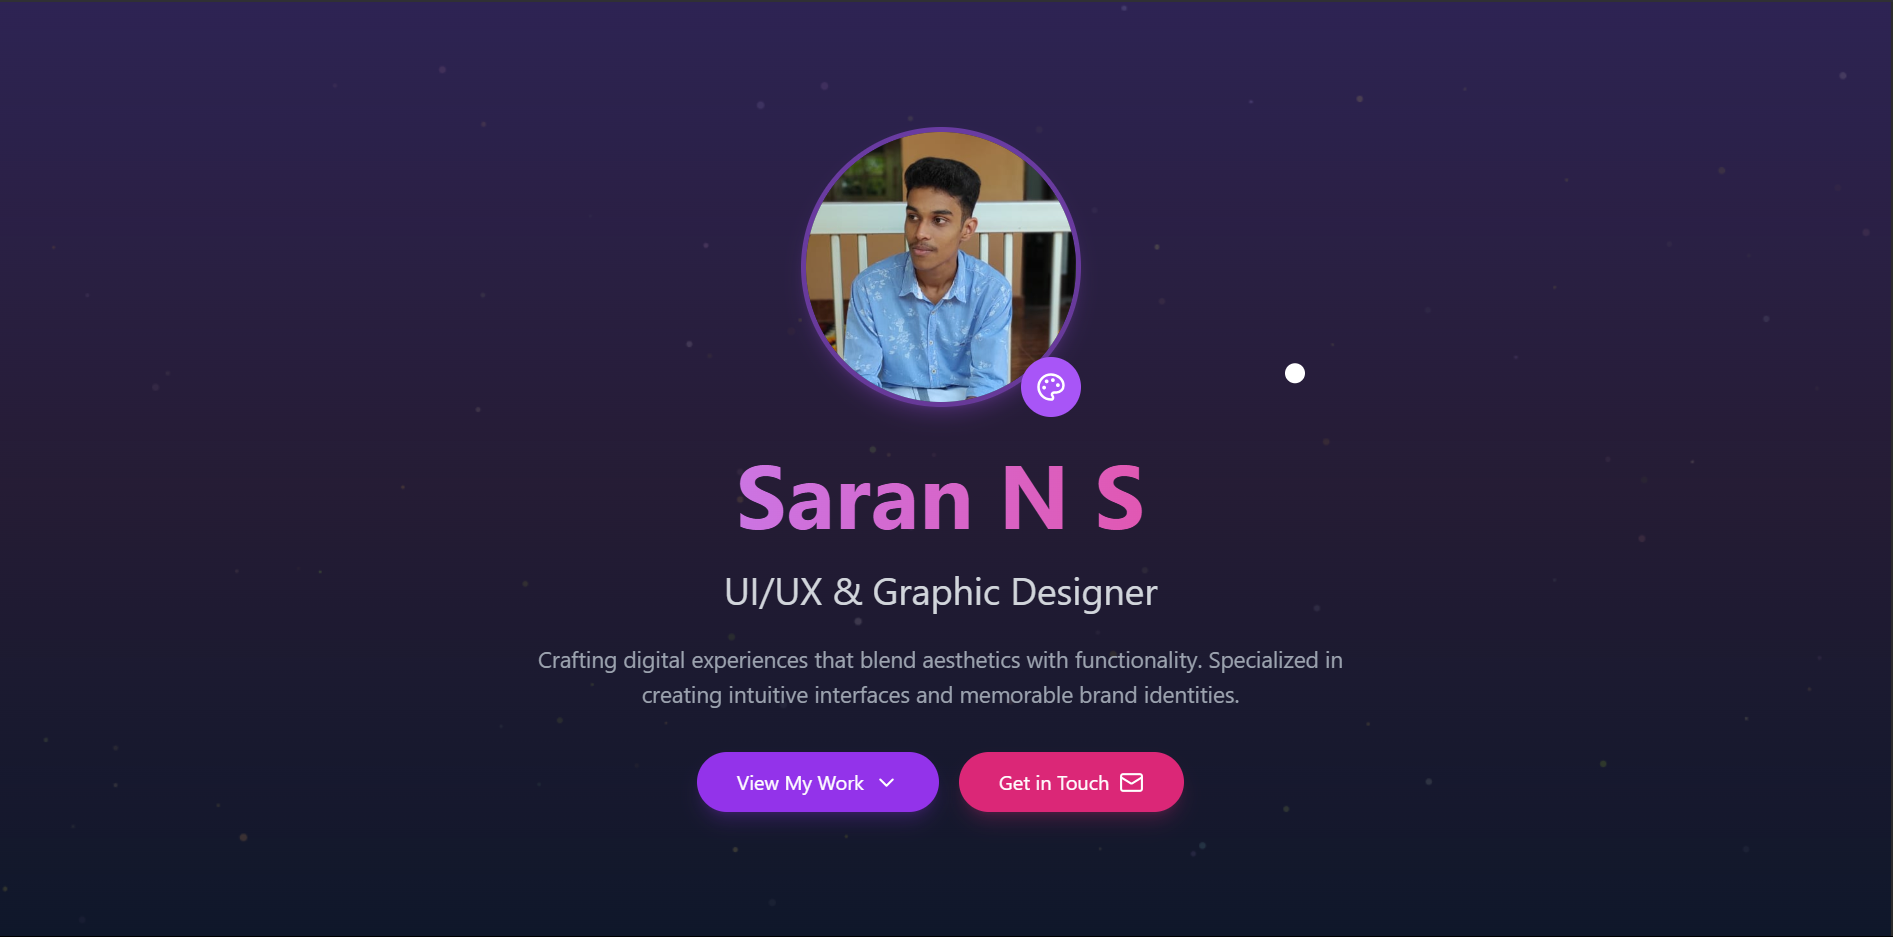 Saran N S
UI/UX & Graphic Designer
Crafting digital experiences that blend aesthetics with functionality. Specialized in
creating intuitive interfaces and memorable brand identities.
View My Work
Get in Touch